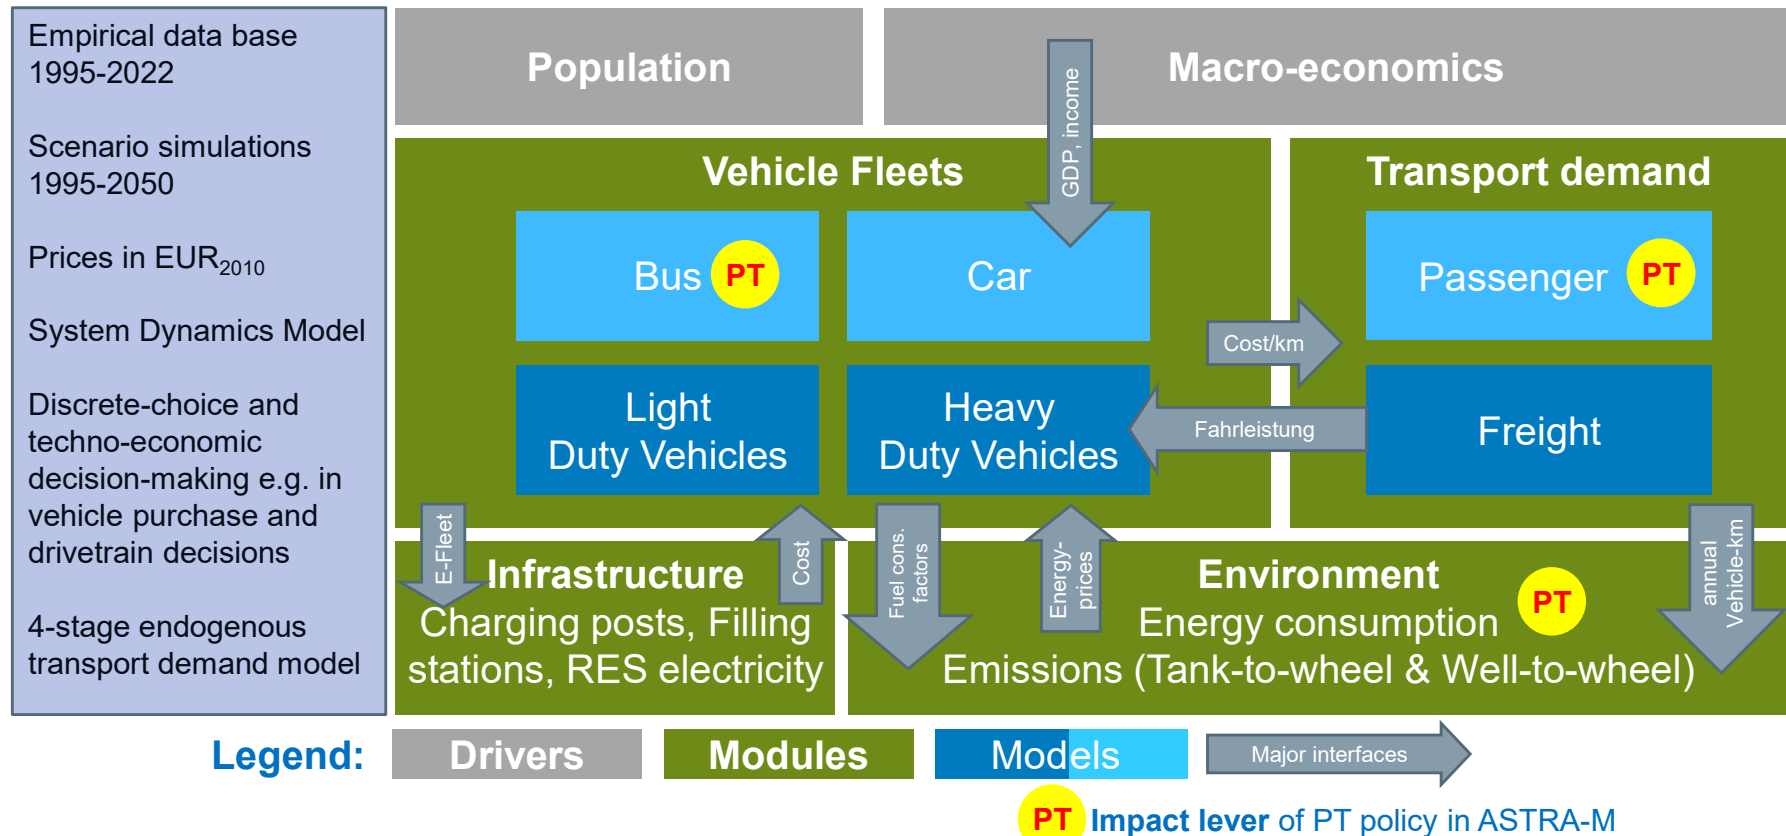 Empirical data base
1995-2022
Scenario simulations
1995-2050
Prices in EUR2010
System Dynamics Model
Discrete-choice and
techno-economic
decision-making e.g. in
vehicle purchase and
drivetrain decisions
4-stage endogenous
transport demand model
Population
Macro-economics
GDP, income
Vehicle Fleets
Transport demand
Bus
PT
Car
Passenger
PT
Cost/km
Light
Duty Vehicles
Heavy
Duty Vehicles
Fahrleistung
Freight
E-Fleet
Cost
Fuel cons.
factors
Energy-
prices
annual
Vehicle-km
Infrastructure
Charging posts, Filling
stations, RES electricity
Environment
Energy consumption
PT
Emissions (Tank-to-wheel & Well-to-wheel)
Legend:
Drivers
Modules
Models
Major interfaces
PT Impact lever of PT policy in ASTRA-M